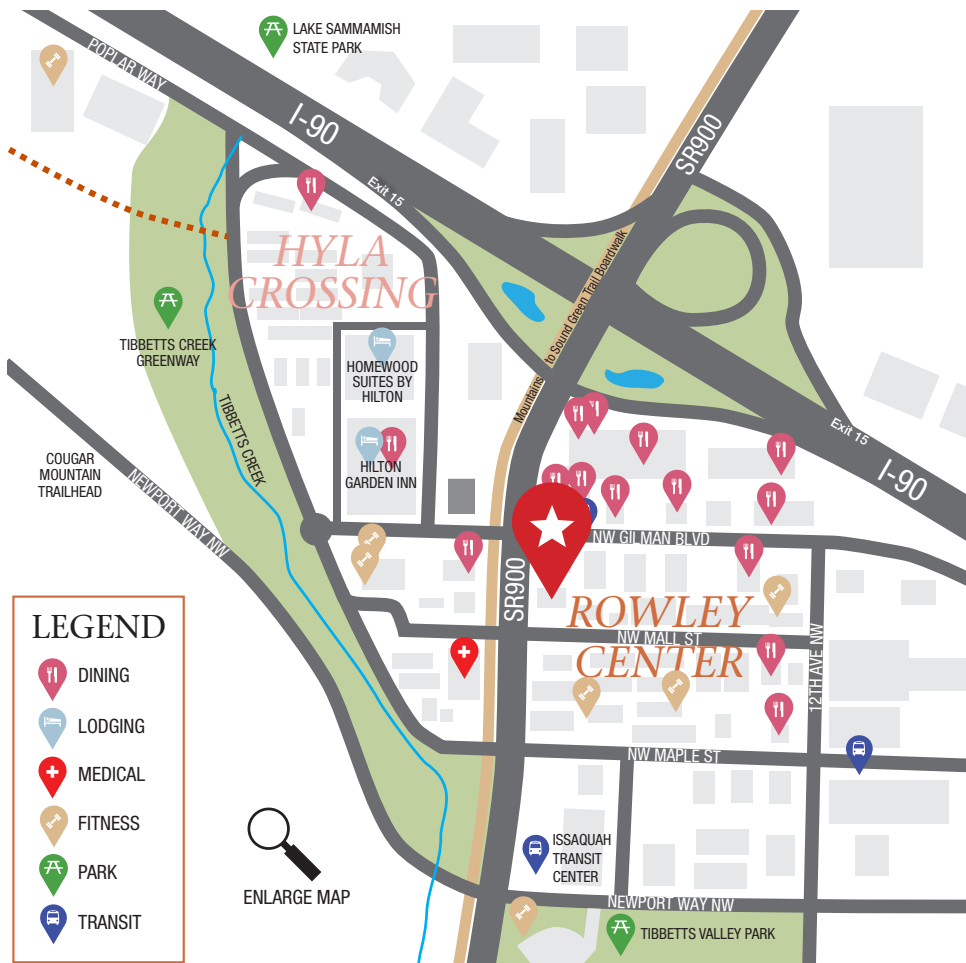 LAKE SAMMAMISH
STATE PARK
POPLAR WAY
I-90
SR900
Exit 15
HYLA
CROSSING
Mountains to Sound Green Trail Boardwalk
TIBBETTS CREEK
GREENWAY
HOMEWOOD
SUITES BY
HILTON
TIBBETTS CREEK
HILTON
GARDEN INN
COUGAR
MOUNTAIN
TRAILHEAD
NEWPORT WAY NW
Exit 15
I-90
NW GILMAN BLVD
SR900
ROWLEY
CENTER
NW MALL ST
12TH AVE NW
NW MAPLE ST
LEGEND
DINING
LODGING
MEDICAL
FITNESS
PARK
TRANSIT
ENLARGE MAP
ISSAQUAH
TRANSIT
CENTER
NEWPORT WAY NW
TIBBETTS VALLEY PARK